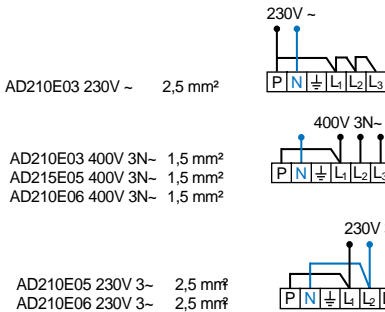 230V ~
AD210E03 230V ~ 2,5 mm²
P N L1 L2 L3
400V 3N~
AD210E03 400V 3N~ 1,5 mm²
AD215E05 400V 3N~ 1,5 mm²
AD210E06 400V 3N~ 1,5 mm²
P N L1 L2 L3
230V
AD210E05 230V 3~ 2,5 mm²
AD210E06 230V 3~ 2,5 mm²
P N L1 L2